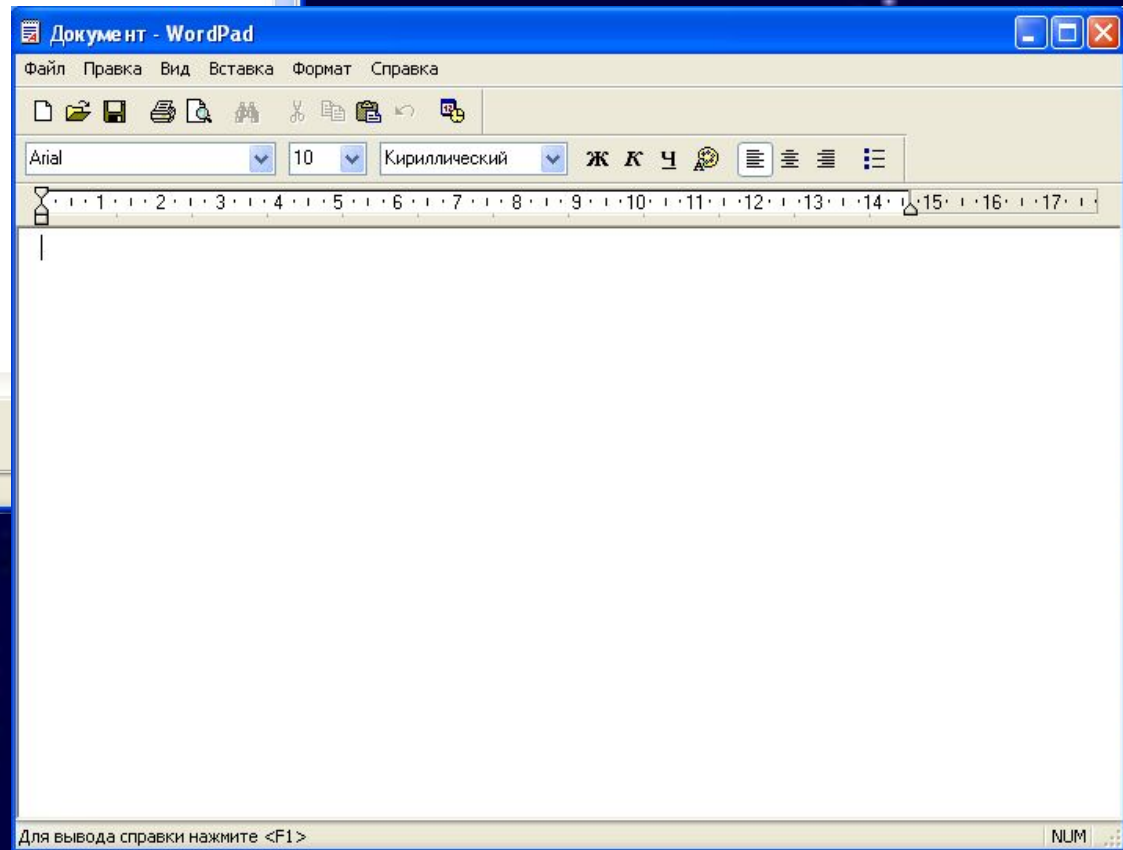 Документ - WordPad
Файл Правка Вид Вставка Формат Справка
Arial 10 Кириллический Ж К Ч
1 2 3 4 5 6 7 8 9 10 11 12 13 14 15 16 17
Для вывода справки нажмите <F1> NUM